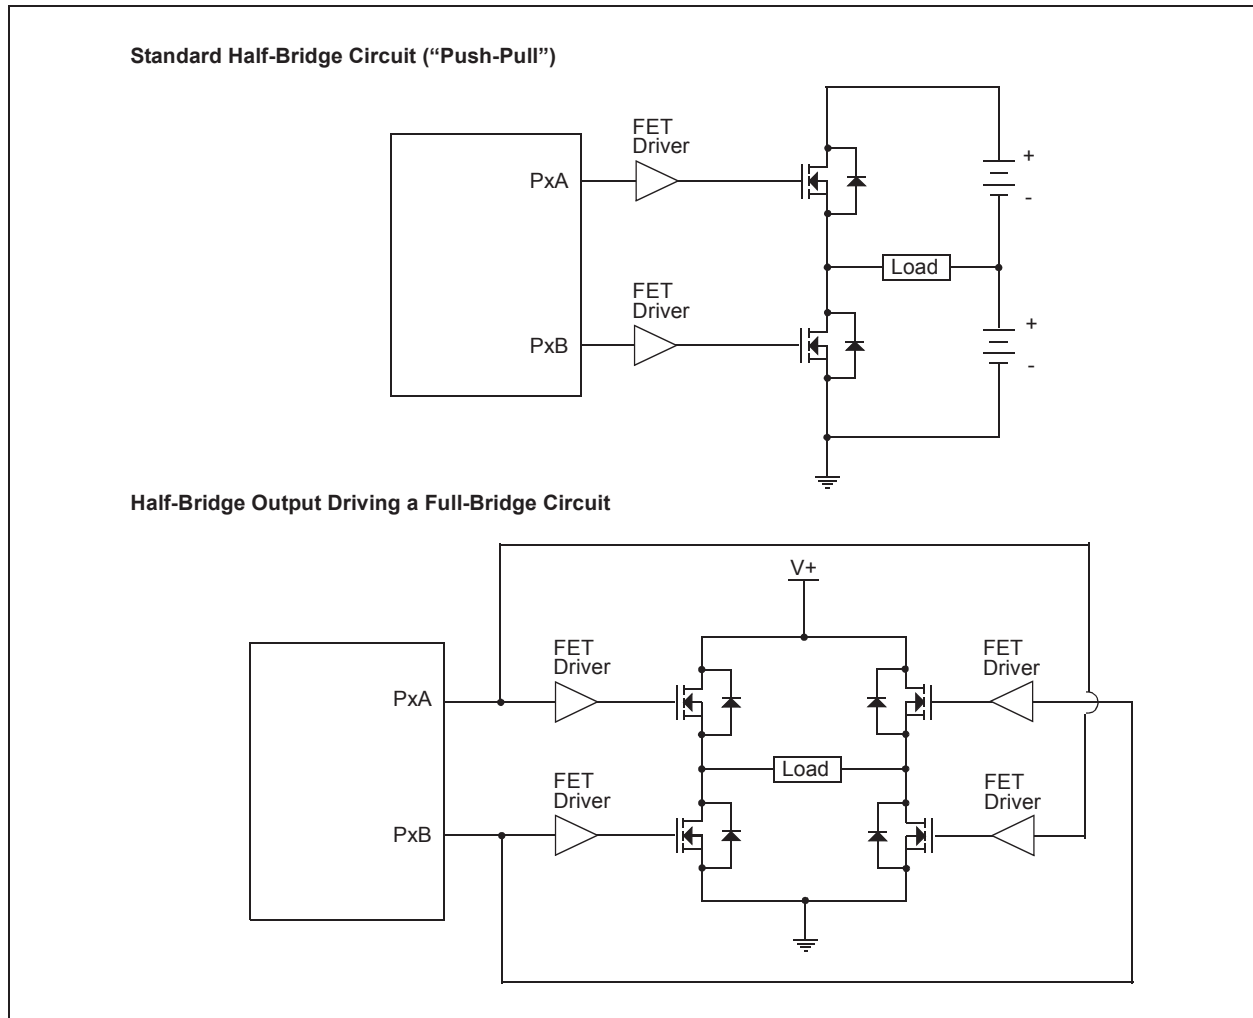 Standard Half-Bridge Circuit (“Push-Pull”)
FET
Driver
PxA
+
-
Load
FET
Driver
PxB
+
-
Half-Bridge Output Driving a Full-Bridge Circuit
V+
FET
Driver
FET
Driver
PxA
Load
FET
Driver
FET
Driver
PxB